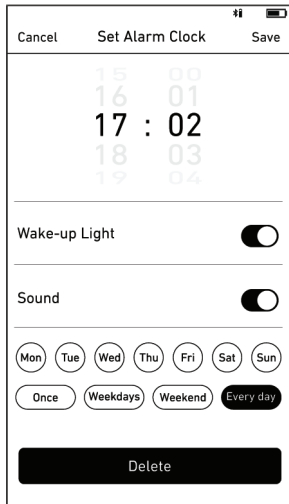 Cancel Set Alarm Clock Save
15 00
16 01
17 : 02
18 03
19 04
Wake-up Light
Sound
Mon Tue Wed Thu Fri Sat Sun
Once Weekdays Weekend Every day
Delete